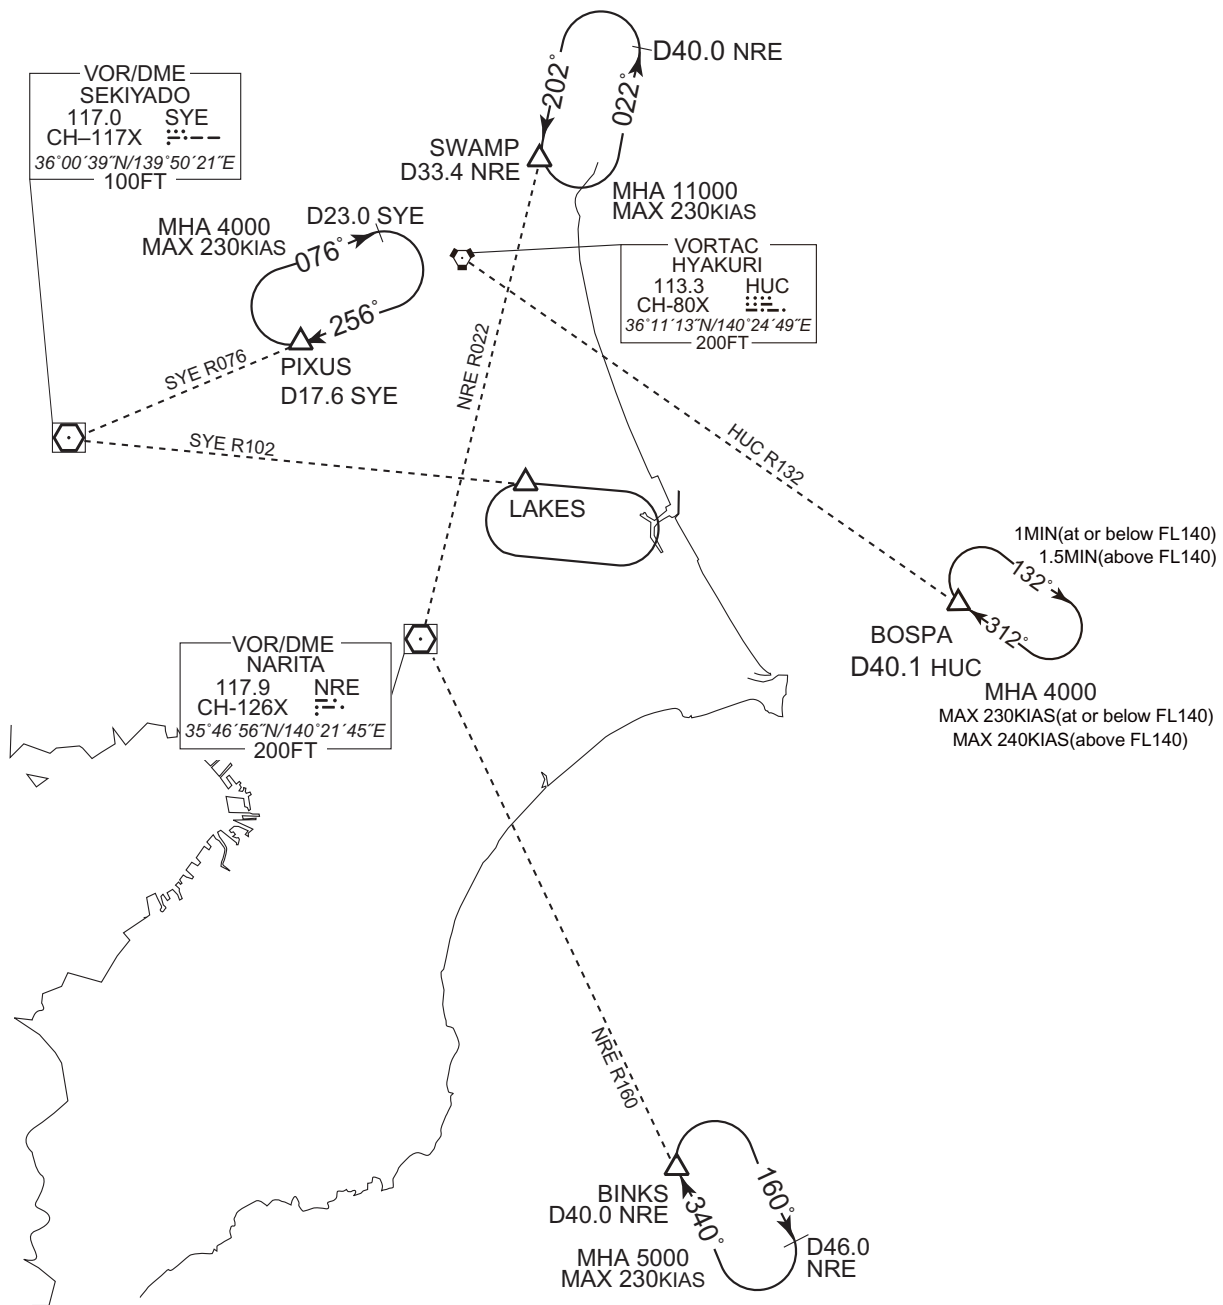 D40.0 NRE
202°
022°
SWAMP
D33.4 NRE
MHA 11000
MAX 230KIAS
VOR/DME
SEKIYADO
117.0 SYE
CH–117X
36°00´39˝N/139°50´21˝E
100FT
MHA 4000
MAX 230KIAS
D23.0 SYE
076°
256°
PIXUS
D17.6 SYE
VORTAC
HYAKURI
113.3 HUC
CH-80X
36°11´13˝N/140°24´49˝E
200FT
SYE R076
SYE R102
NRE R022
HUC R132
LAKES
1MIN(at or below FL140)
1.5MIN(above FL140)
132°
312°
BOSPA
D40.1 HUC
MHA 4000
MAX 230KIAS(at or below FL140)
MAX 240KIAS(above FL140)
VOR/DME
NARITA
117.9 NRE
CH-126X
35°46´56˝N/140°21´45˝E
200FT
NRE R160
BINKS
D40.0 NRE
160°
340°
D46.0
NRE
MHA 5000
MAX 230KIAS